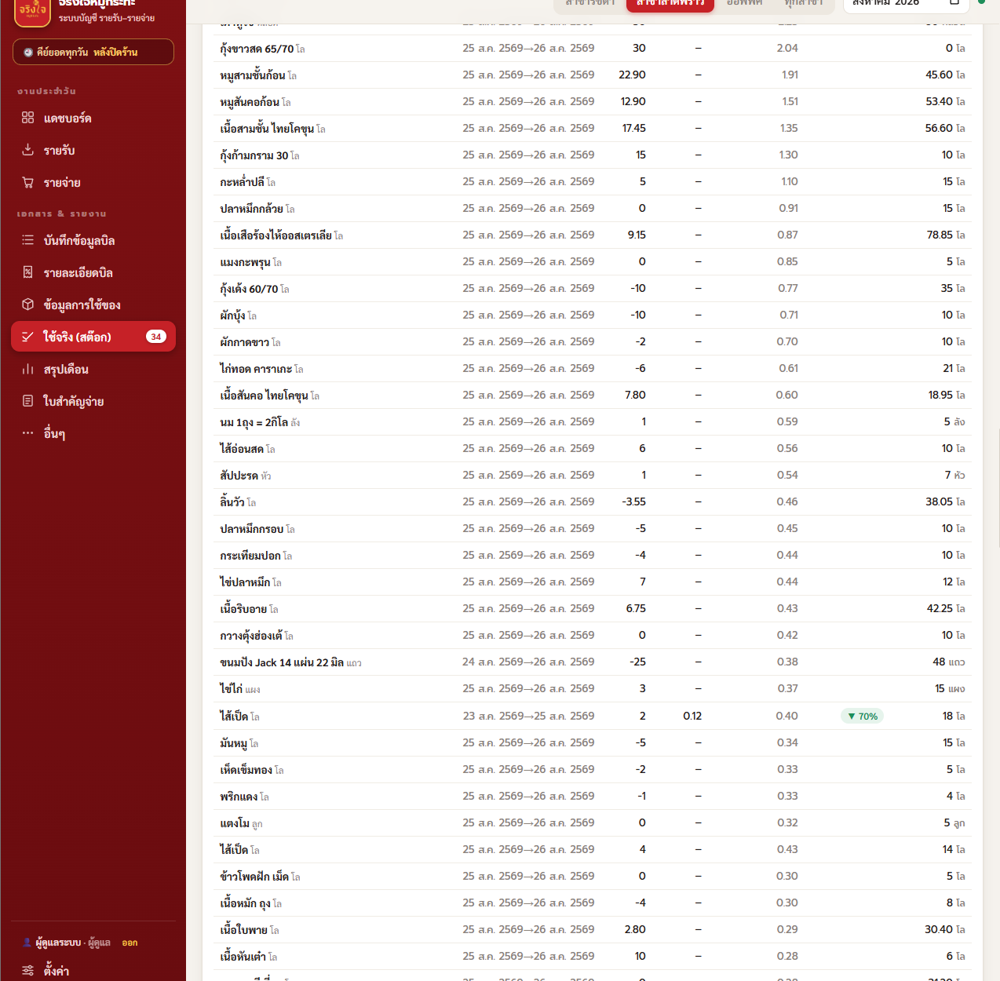 จริงใจหมูกระทะ
ระบบบัญชี รายรับ-รายจ่าย
คีย์ยอดทุกวัน หลังปิดร้าน
งานประจำวัน
แดชบอร์ด
รายรับ
รายจ่าย
เอกสาร & รายงาน
บันทึกข้อมูลบิล
รายละเอียดบิล
ข้อมูลการใช้ของ
ใช้จริง (สต๊อก) 34
สรุปเดือน
ใบสำคัญจ่าย
อื่นๆ
ผู้ดูแลระบบ · ผู้ดูแล ออก
ตั้งค่า
สาขาลาดพร้าว ออฟฟิศ ทุกสาขา สิงหาคม 2026
กุ้งขาวสด 65/70 โล 25 ส.ค. 2569→26 ส.ค. 2569 30 – 2.04 0 โล
หมูสามชั้นก้อน โล 25 ส.ค. 2569→26 ส.ค. 2569 22.90 – 1.91 45.60 โล
หมูสันคอก้อน โล 25 ส.ค. 2569→26 ส.ค. 2569 12.90 – 1.51 53.40 โล
เนื้อสามชั้น ไทยโคขุน โล 25 ส.ค. 2569→26 ส.ค. 2569 17.45 – 1.35 56.60 โล
กุ้งก้ามกราม 30 โล 25 ส.ค. 2569→26 ส.ค. 2569 15 – 1.30 10 โล
กะหล่ำปลี โล 25 ส.ค. 2569→26 ส.ค. 2569 5 – 1.10 15 โล
ปลาหมึกกล้วย โล 25 ส.ค. 2569→26 ส.ค. 2569 0 – 0.91 15 โล
เนื้อเสือร้องไห้ออสเตรเลีย โล 25 ส.ค. 2569→26 ส.ค. 2569 9.15 – 0.87 78.85 โล
แมงกะพรุน โล 25 ส.ค. 2569→26 ส.ค. 2569 0 – 0.85 5 โล
กุ้งเด้ง 60/70 โล 25 ส.ค. 2569→26 ส.ค. 2569 -10 – 0.77 35 โล
ผักบุ้ง โล 25 ส.ค. 2569→26 ส.ค. 2569 -10 – 0.71 10 โล
ผักกาดขาว โล 25 ส.ค. 2569→26 ส.ค. 2569 -2 – 0.70 10 โล
ไก่ทอด คาราเกะ โล 25 ส.ค. 2569→26 ส.ค. 2569 -6 – 0.61 21 โล
เนื้อสันคอ ไทยโคขุน โล 25 ส.ค. 2569→26 ส.ค. 2569 7.80 – 0.60 18.95 โล
นม 1ถุง = 2กิโล ลัง 25 ส.ค. 2569→26 ส.ค. 2569 1 – 0.59 5 ลัง
ไส้อ่อนสด โล 25 ส.ค. 2569→26 ส.ค. 2569 6 – 0.56 10 โล
สัปปะรด หัว 25 ส.ค. 2569→26 ส.ค. 2569 1 – 0.54 7 หัว
ลิ้นวัว โล 25 ส.ค. 2569→26 ส.ค. 2569 -3.55 – 0.46 38.05 โล
ปลาหมึกกรอบ โล 25 ส.ค. 2569→26 ส.ค. 2569 -5 – 0.45 10 โล
กระเทียมปอก โล 25 ส.ค. 2569→26 ส.ค. 2569 -4 – 0.44 10 โล
ไข่ปลาหมึก โล 25 ส.ค. 2569→26 ส.ค. 2569 7 – 0.44 12 โล
เนื้อริบอาย โล 25 ส.ค. 2569→26 ส.ค. 2569 6.75 – 0.43 42.25 โล
กวางตุ้งฮ่องเต้ โล 25 ส.ค. 2569→26 ส.ค. 2569 0 – 0.42 10 โล
ขนมปัง Jack 14 แผ่น 22 มิล แถว 24 ส.ค. 2569→26 ส.ค. 2569 -25 – 0.38 48 แถว
ไข่ไก่ แผง 25 ส.ค. 2569→26 ส.ค. 2569 3 – 0.37 15 แผง
ไส้เป็ด โล 23 ส.ค. 2569→25 ส.ค. 2569 2 0.12 0.40 ▼ 70% 18 โล
มันหมู โล 25 ส.ค. 2569→26 ส.ค. 2569 -5 – 0.34 15 โล
เห็ดเข็มทอง โล 25 ส.ค. 2569→26 ส.ค. 2569 -2 – 0.33 5 โล
พริกแดง โล 25 ส.ค. 2569→26 ส.ค. 2569 -1 – 0.33 4 โล
แตงโม ลูก 25 ส.ค. 2569→26 ส.ค. 2569 0 – 0.32 5 ลูก
ไส้เป็ด โล 25 ส.ค. 2569→26 ส.ค. 2569 4 – 0.43 14 โล
ข้าวโพดฝัก เม็ด โล 25 ส.ค. 2569→26 ส.ค. 2569 0 – 0.30 5 โล
เนื้อหมัก ถุง โล 25 ส.ค. 2569→26 ส.ค. 2569 -4 – 0.30 8 โล
เนื้อใบพาย โล 25 ส.ค. 2569→26 ส.ค. 2569 2.80 – 0.29 30.40 โล
เนื้อหันเต๋า โล 25 ส.ค. 2569→26 ส.ค. 2569 10 – 0.28 6 โล